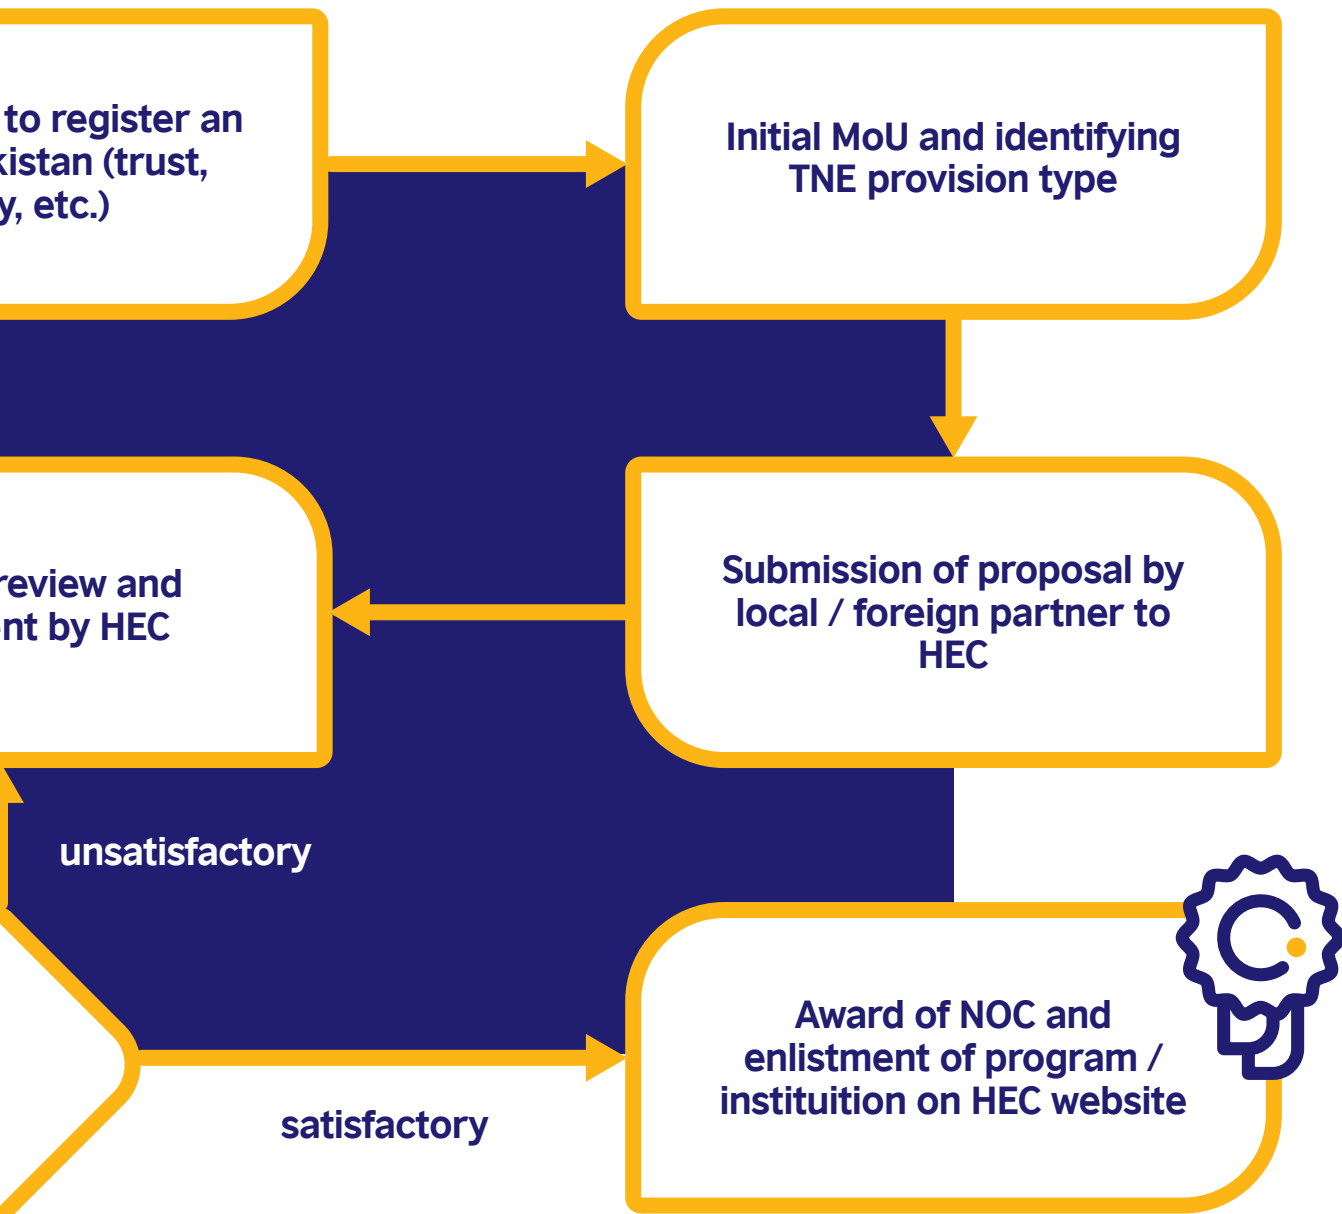 to register an
(trust,
etc.)
Initial MoU and identifying
TNE provision type
review and
by HEC
Submission of proposal by
local / foreign partner to
HEC
unsatisfactory
Award of NOC and
enlistment of program /
instituition on HEC website
satisfactory